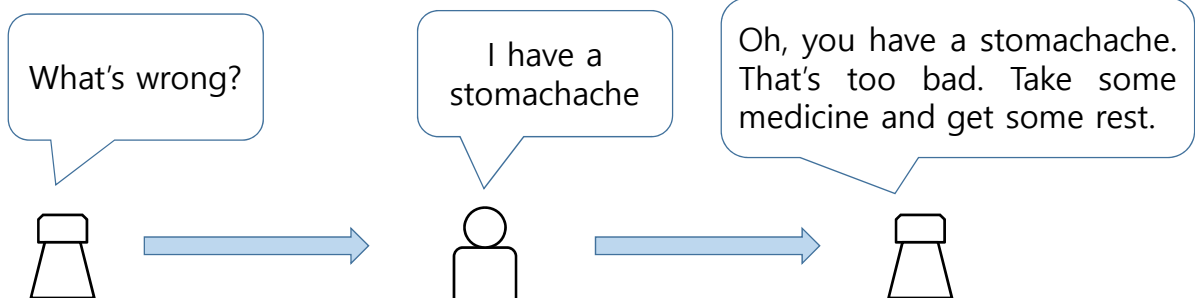 What's wrong?
I have a
stomachache
Oh, you have a stomachache.
That's too bad. Take some
medicine and get some rest.